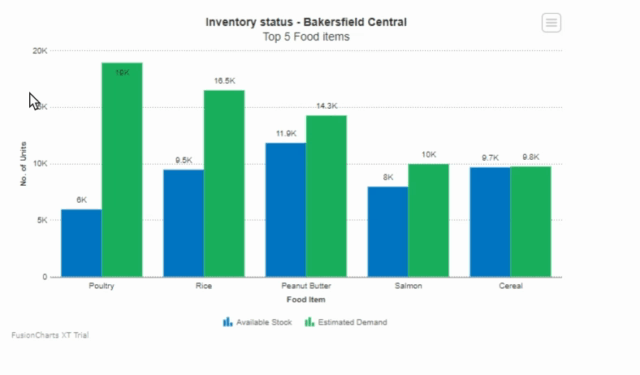 Inventory status - Bakersfield Central
Top 5 Food items
20K
10K
5K
0
No. of Units
6K
19K
9.5K
16.5K
11.9K
14.3K
8K
10K
9.7K
9.8K
Poultry
Rice
Peanut Butter
Salmon
Cereal
Food Item
Available Stock
Estimated Demand
FusionCharts XT Trial